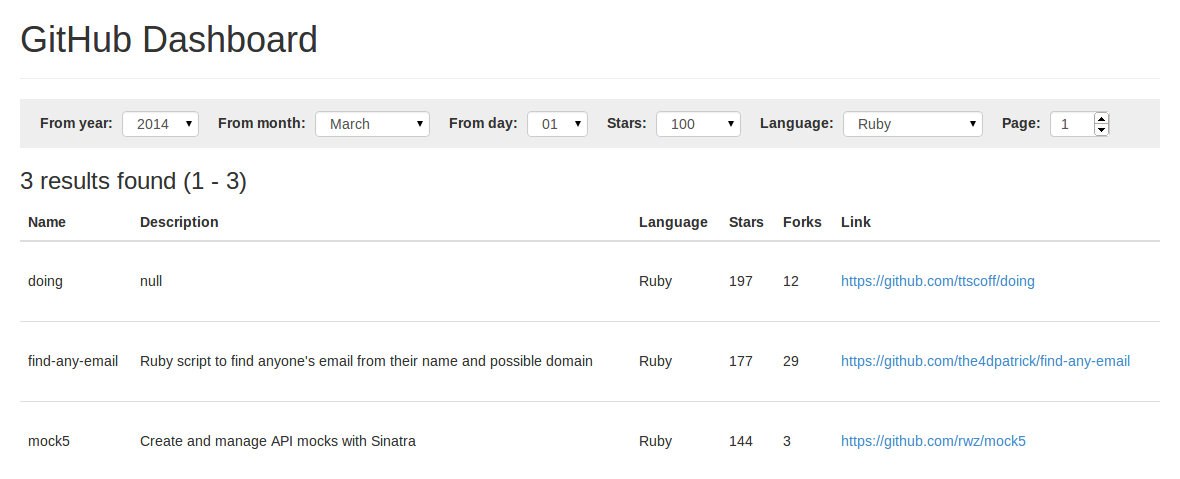 GitHub Dashboard
From year: 2014 From month: March From day: 01 Stars: 100 Language: Ruby Page: 1
3 results found (1 - 3)
Name Description Language Stars Forks Link
doing null Ruby 197 12 https://github.com/ttscoff/doing
find-any-email Ruby script to find anyone's email from their name and possible domain Ruby 177 29 https://github.com/the4dpatrick/find-any-email
mock5 Create and manage API mocks with Sinatra Ruby 144 3 https://github.com/rwz/mock5